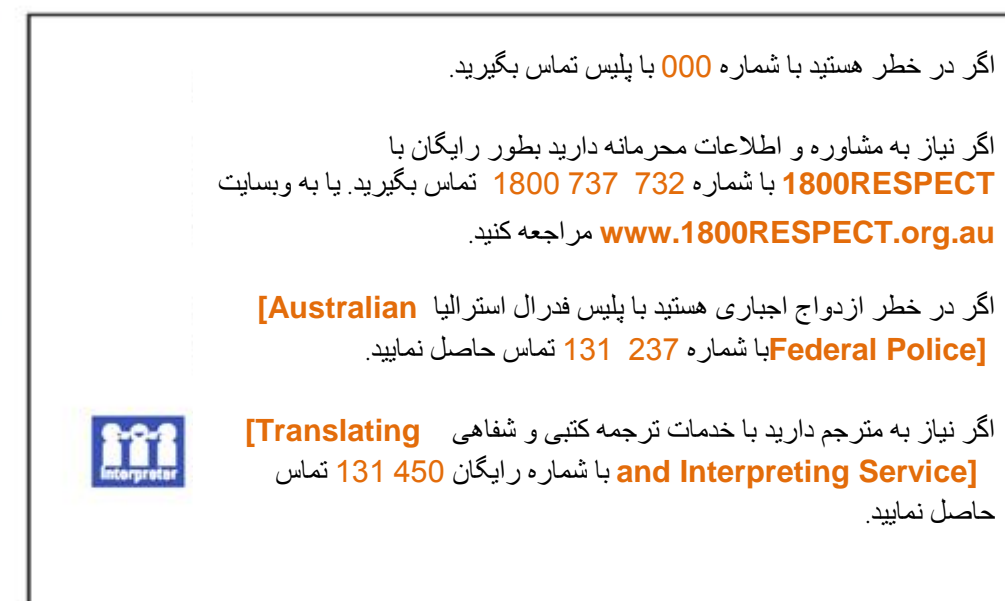 اگر در خطر هستید با شماره 000 با پلیس تماس بگیرید.
اگر نیاز به مشاوره و اطلاعات محرمانه دارید بطور رایگان با
1800RESPECT با شماره 1800 737 732 تماس بگیرید. یا به وبسایت
www.1800RESPECT.org.au مراجعه کنید.
اگر در خطر ازدواج اجباری هستید با پلیس فدرال استرالیا [Australian
Federal Police] با شماره 131 237 تماس حاصل نمایید.
اگر نیاز به مترجم دارید با خدمات ترجمه کتبی و شفاهی [Translating
and Interpreting Service] با شماره رایگان 131 450 تماس
حاصل نمایید.
Interpreter